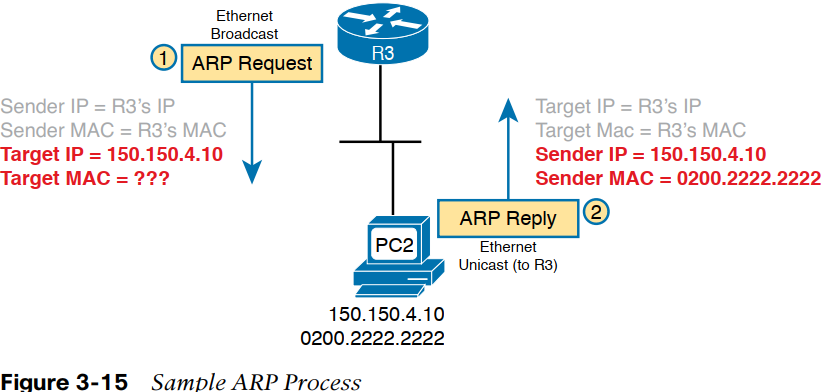 Ethernet
Broadcast
1
ARP Request
R3
Sender IP = R3's IP
Sender MAC = R3's MAC
Target IP = 150.150.4.10
Target MAC = ???
Target IP = R3's IP
Target Mac = R3's MAC
Sender IP = 150.150.4.10
Sender MAC = 0200.2222.2222
ARP Reply
2
Ethernet
Unicast (to R3)
PC2
150.150.4.10
0200.2222.2222
Figure 3-15 Sample ARP Process